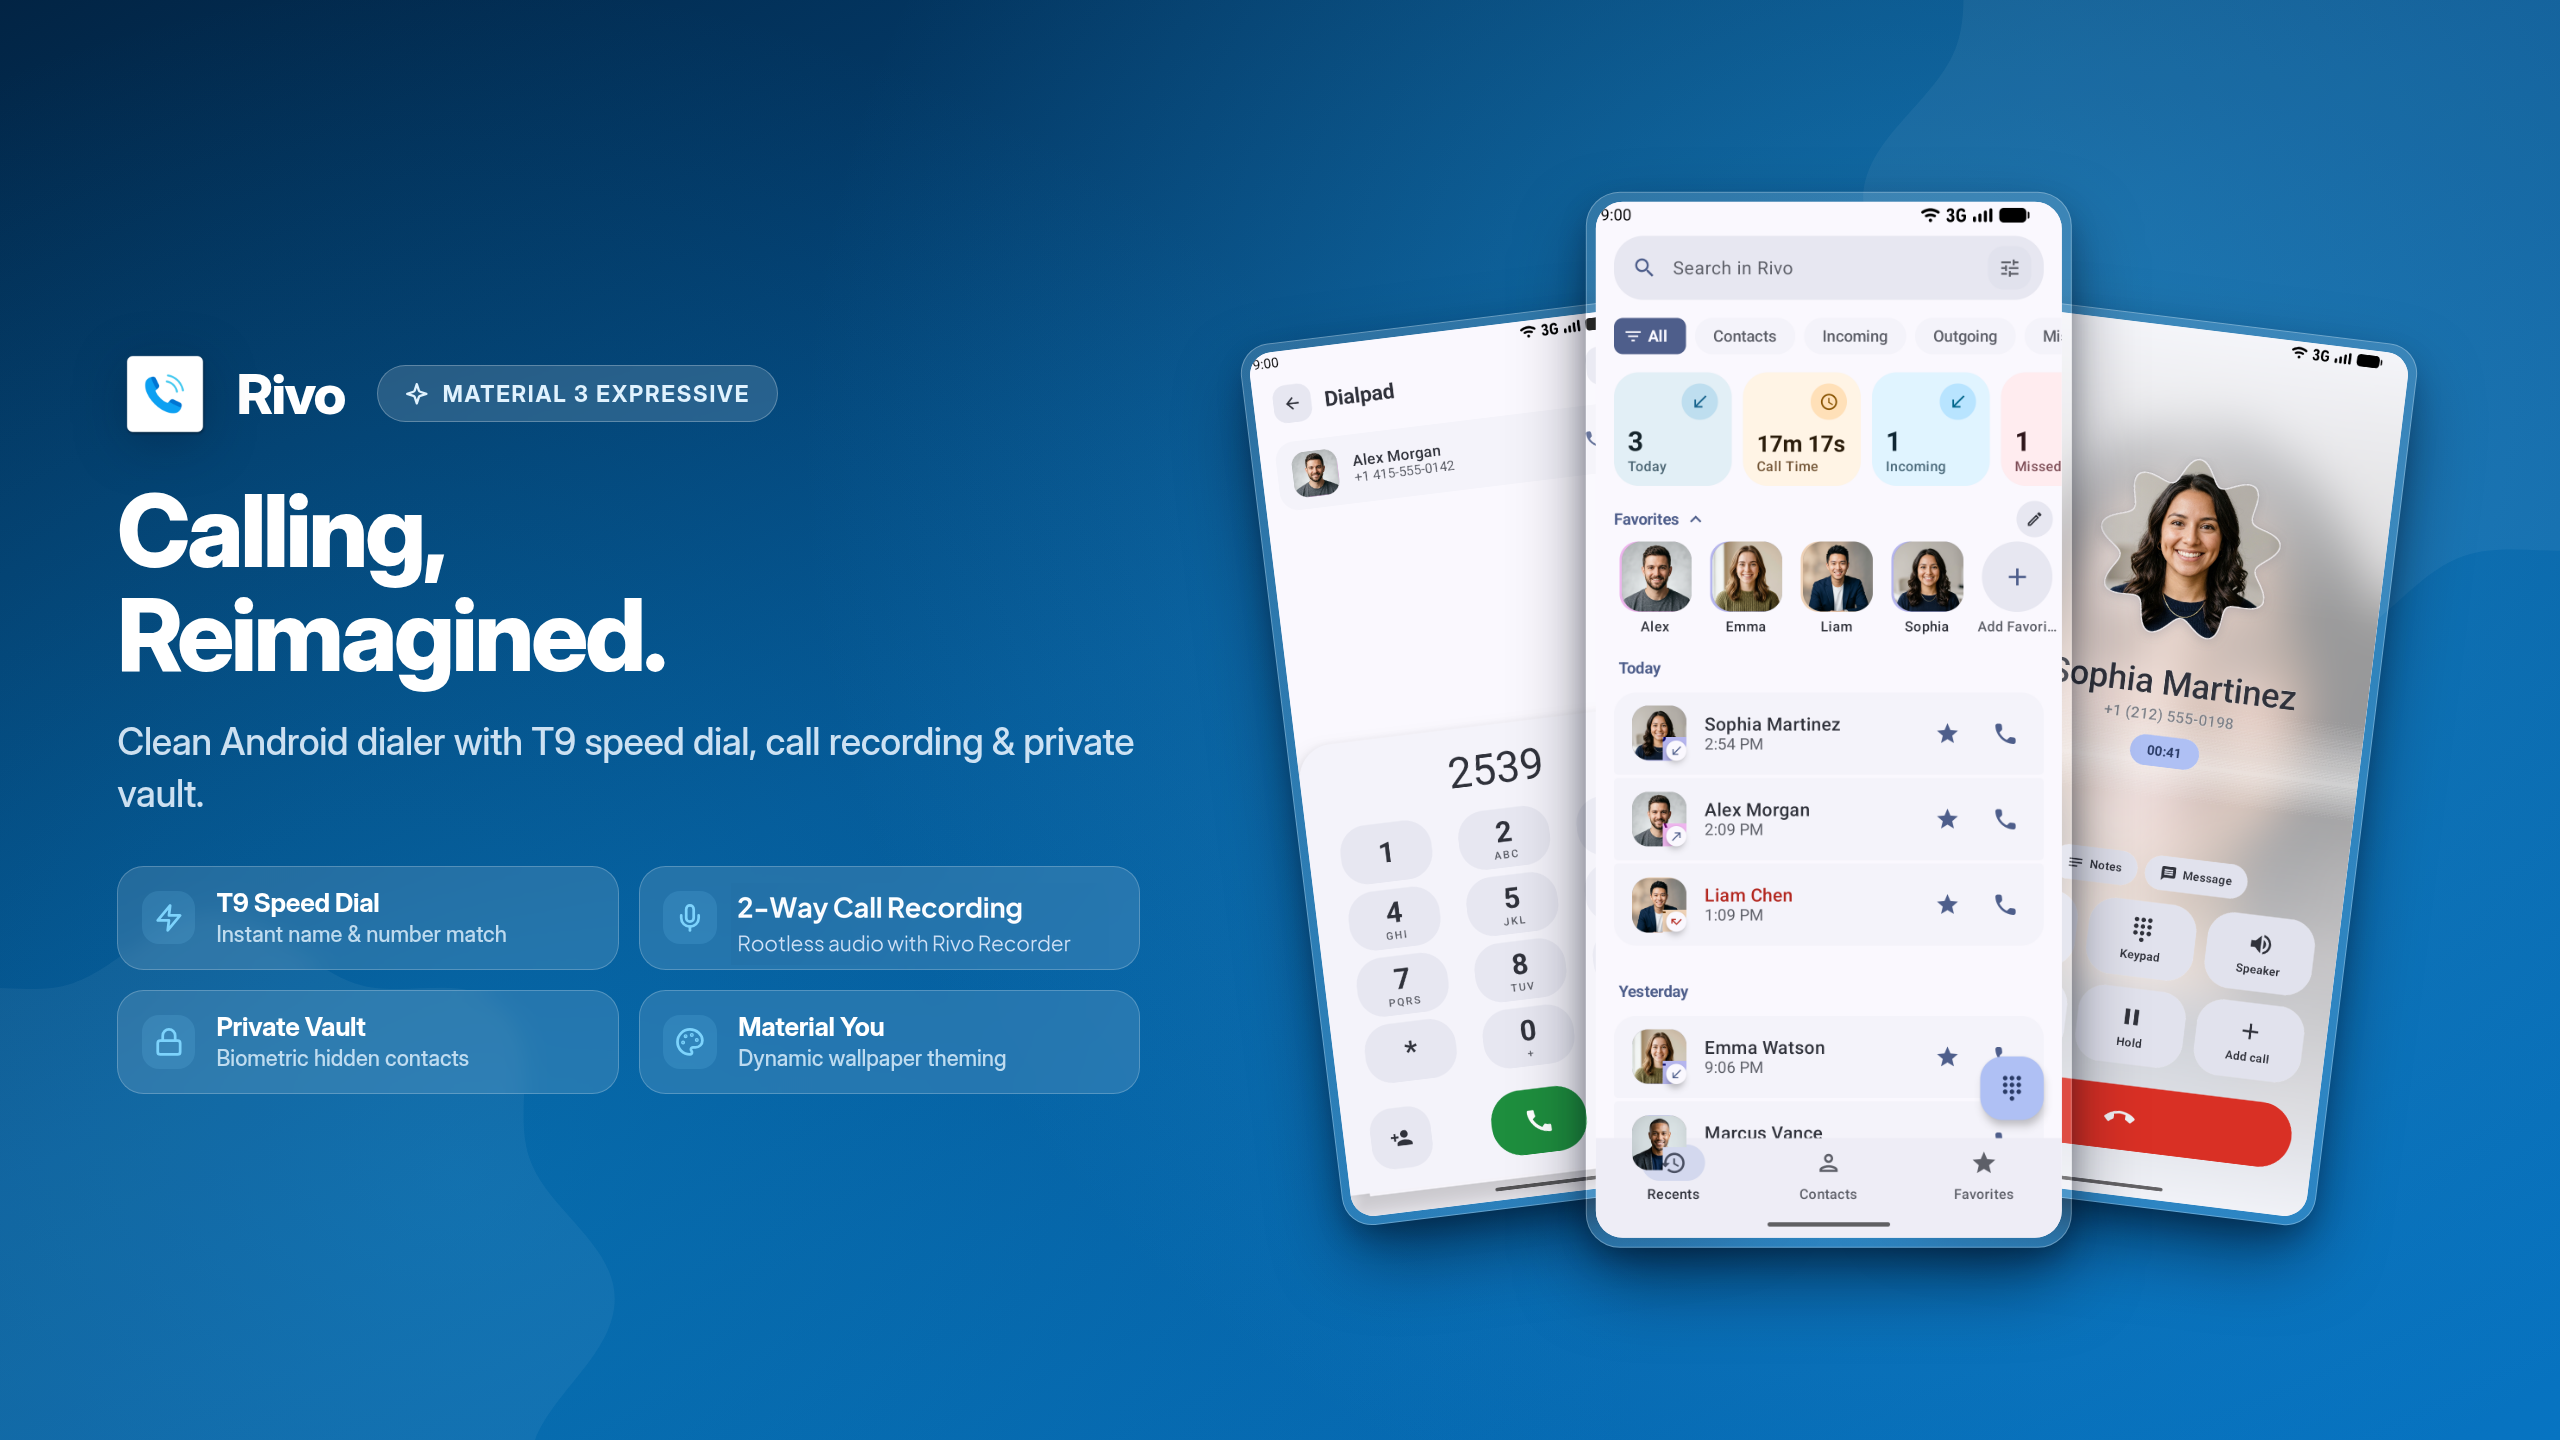 Rivo
MATERIAL 3 EXPRESSIVE
Calling,
Reimagined.
Clean Android dialer with T9 speed dial, call recording & private
vault.
T9 Speed Dial
Instant name & number match
2-Way Call Recording
Rootless audio with Rivo Recorder
Private Vault
Biometric hidden contacts
Material You
Dynamic wallpaper theming
9:00
3G
Dialpad
Alex Morgan
+1 415-555-0142
2539
1
2
ABC
4
GHI
5
JKL
7
PQRS
8
TUV
*
0
+
9:00
3G
Search in Rivo
All
Contacts
Incoming
Outgoing
Mi
3
Today
17m 17s
Call Time
1
Incoming
1
Missed
Favorites
Alex
Emma
Liam
Sophia
Add Favori...
Today
Sophia Martinez
2:54 PM
Alex Morgan
2:09 PM
Liam Chen
1:09 PM
Yesterday
Emma Watson
9:06 PM
Marcus Vance
Recents
Contacts
Favorites
3G
Sophia Martinez
+1 (212) 555-0198
00:41
Notes
Message
Keypad
Speaker
Hold
Add call